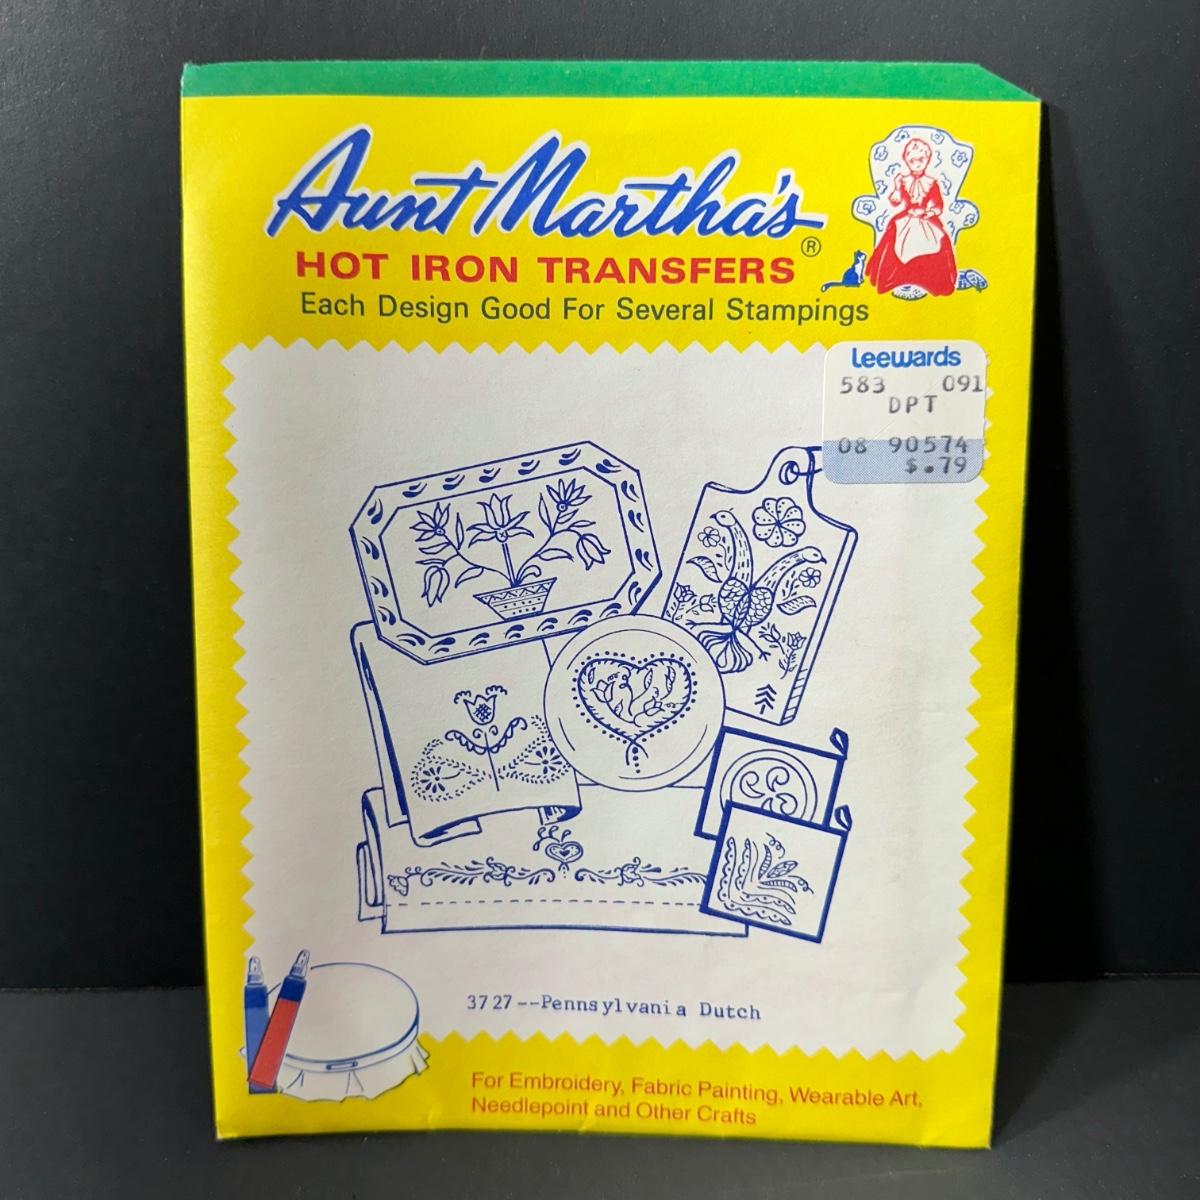 Aunt Martha's®
HOT IRON TRANSFERS
Each Design Good For Several Stampings
Leewards
583 091
DPT
08 90574
$.79
3727--Pennsylvania Dutch
For Embroidery, Fabric Painting, Wearable Art,
Needlepoint and Other Crafts